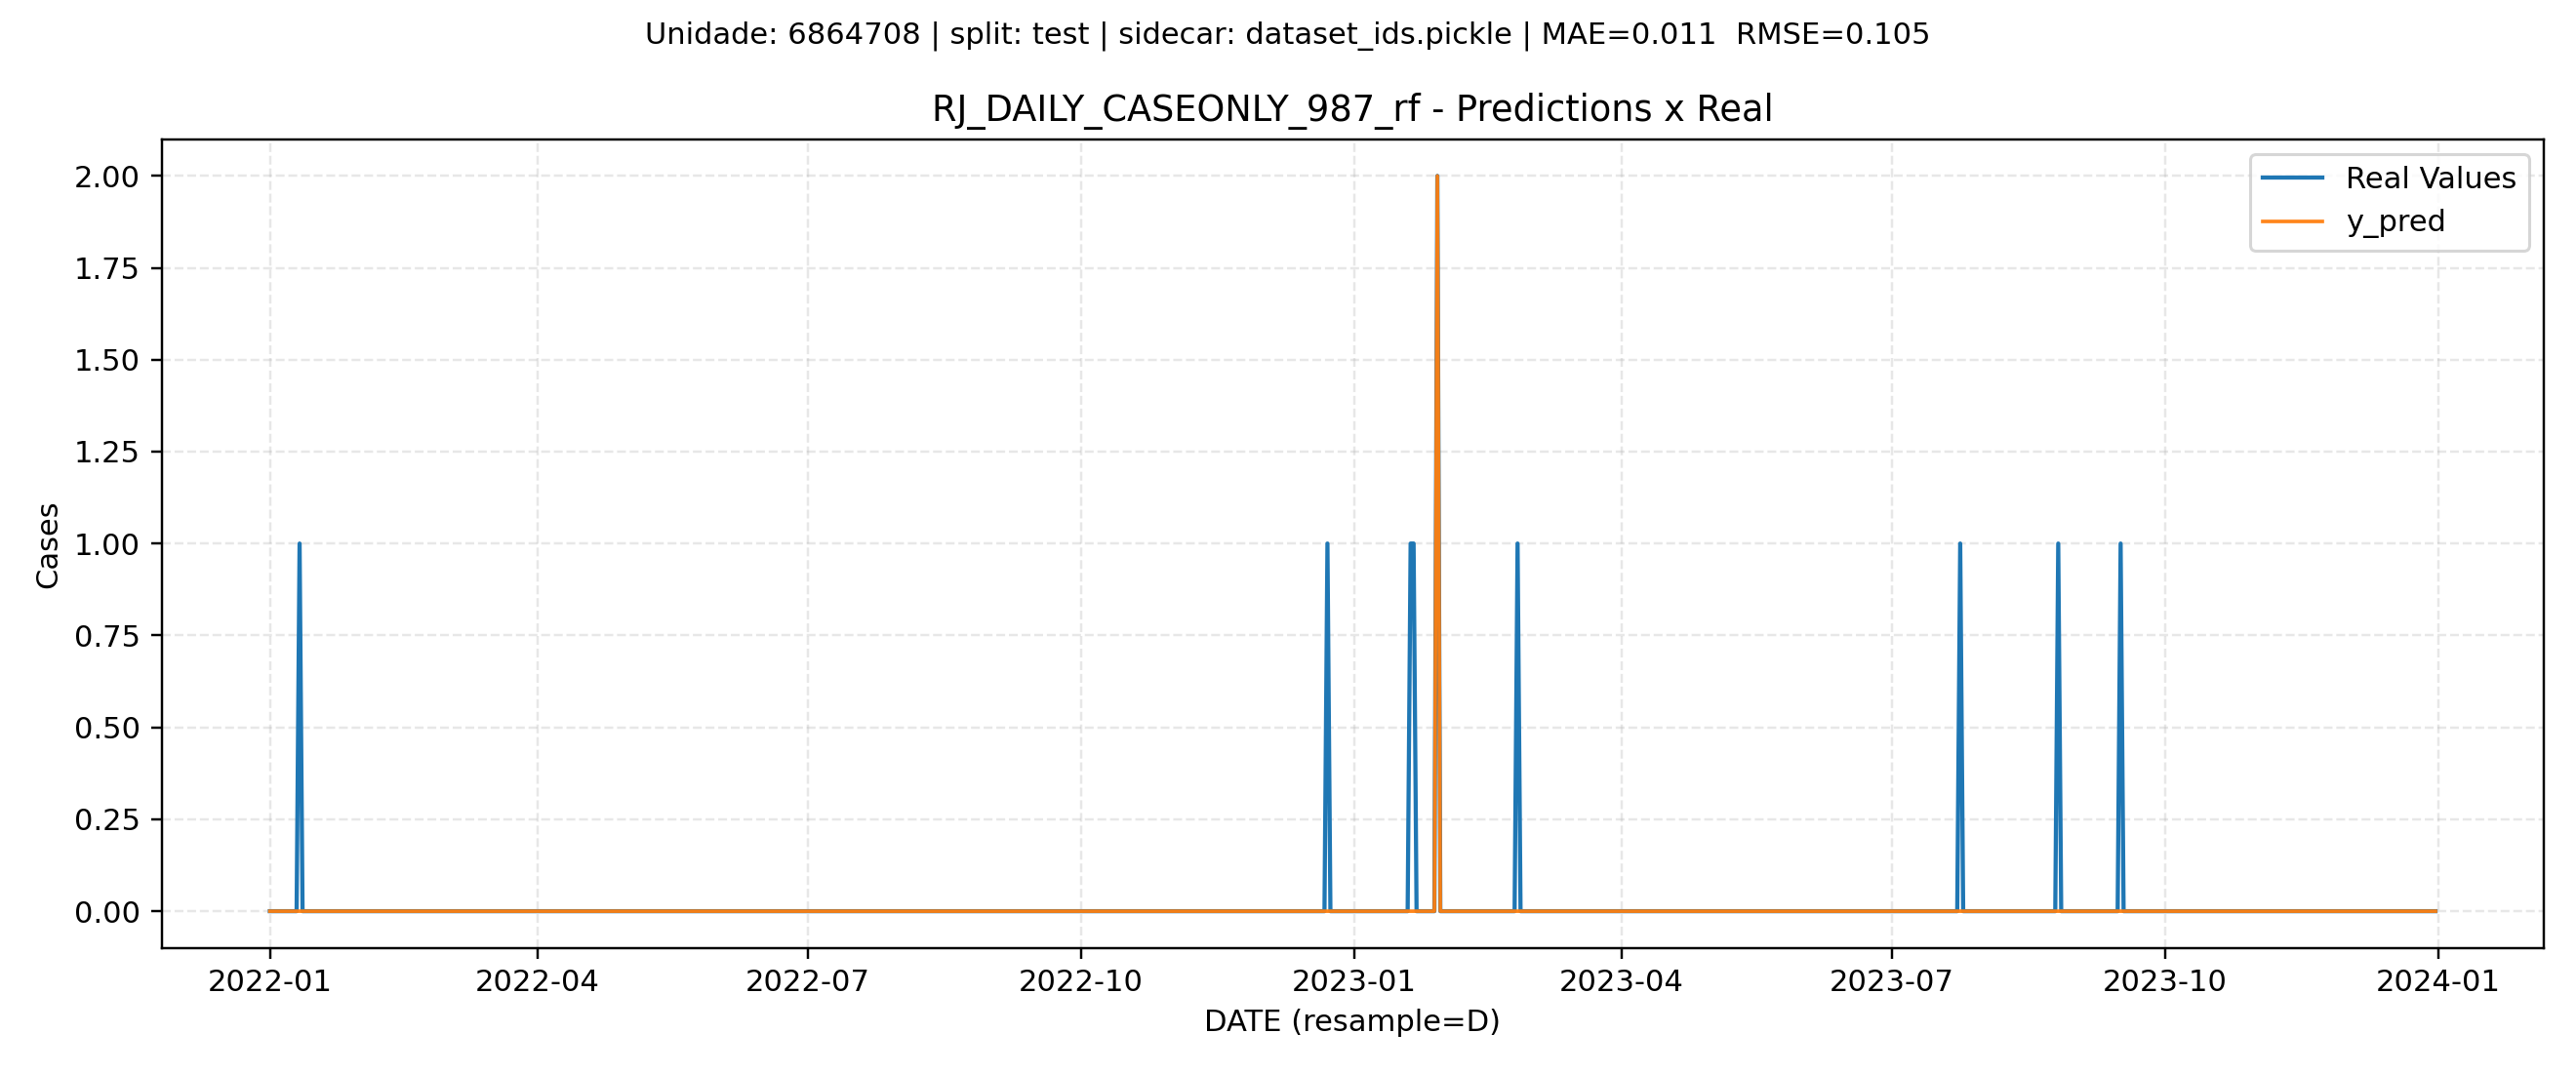 Unidade: 6864708 | split: test | sidecar: dataset_ids.pickle | MAE=0.011  RMSE=0.105
RJ_DAILY_CASEONLY_987_rf - Predictions x Real
Real Values
y_pred
Cases
2.00
1.75
1.50
1.25
1.00
0.75
0.50
0.25
0.00
2022-01 2022-04 2022-07 2022-10 2023-01 2023-04 2023-07 2023-10 2024-01
DATE (resample=D)